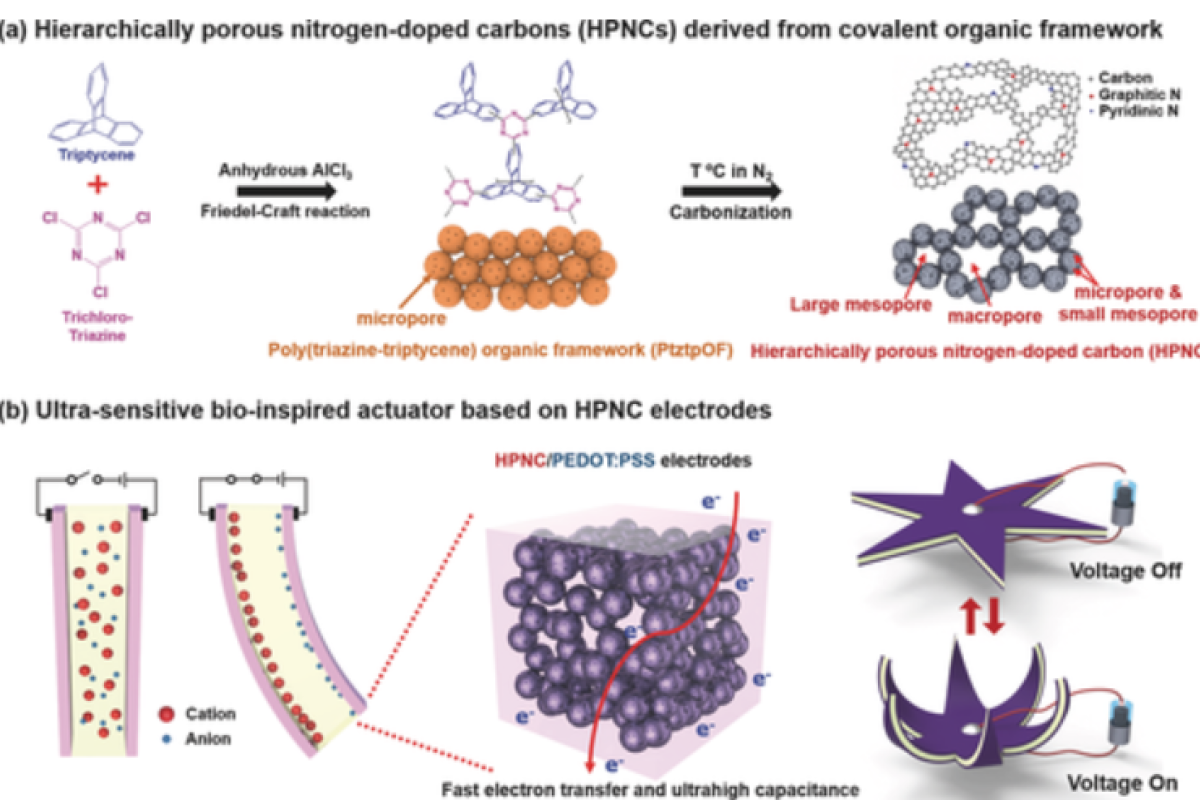 (a) Hierarchically porous nitrogen-doped carbons (HPNCs) derived from covalent organic framework
Triptycene
+
Cl
N
Cl
N
N
Cl
Trichloro-
Triazine
Anhydrous AlCl₃
Friedel-Craft reaction
micropore
Poly(triazine-triptycene) organic framework (PtztpOF)
T ºC in N₂
Carbonization
Carbon
Graphitic N
Pyridinic N
Large mesopore
macropore
micropore &
small mesopore
Hierarchically porous nitrogen-doped carbon (HPNC
(b) Ultra-sensitive bio-inspired actuator based on HPNC electrodes
Cation
Anion
HPNC/PEDOT:PSS electrodes
e⁻
e⁻
e⁻
e⁻
e⁻
e⁻
e⁻
e⁻
Fast electron transfer and ultrahigh capacitance
Voltage Off
Voltage On